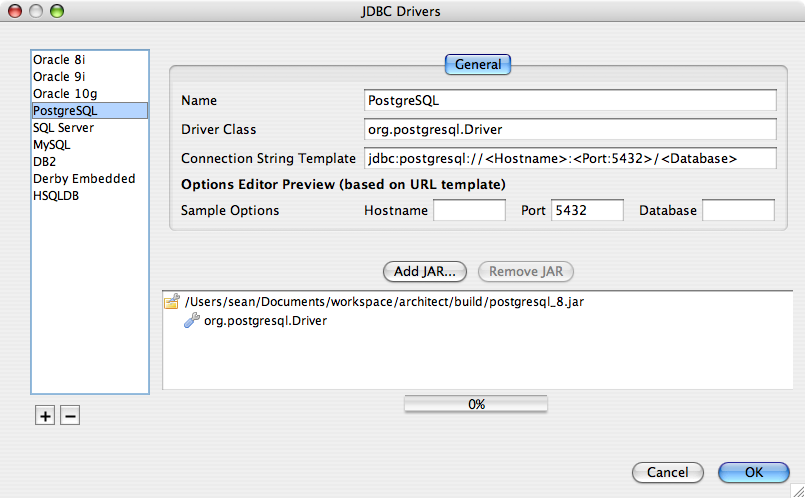 JDBC Drivers
Oracle 8i
Oracle 9i
Oracle 10g
PostgreSQL
SQL Server
MySQL
DB2
Derby Embedded
HSQLDB
General
Name PostgreSQL
Driver Class org.postgresql.Driver
Connection String Template jdbc:postgresql://<Hostname>:<Port:5432>/<Database>
Options Editor Preview (based on URL template)
Sample Options Hostname Port 5432 Database
Add JAR... Remove JAR
/Users/sean/Documents/workspace/architect/build/postgresql_8.jar
org.postgresql.Driver
0%
+ −
Cancel OK